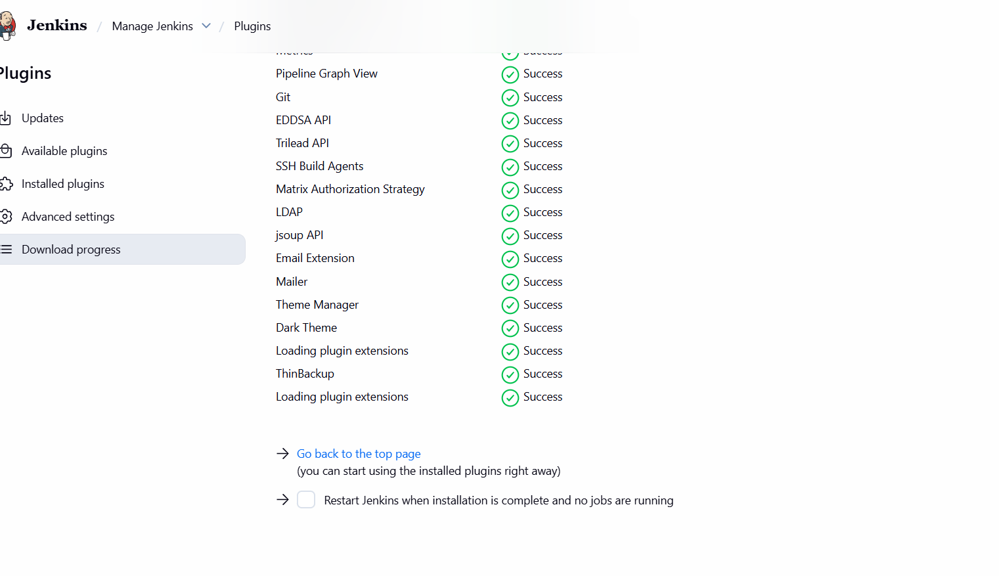 Jenkins / Manage Jenkins / Plugins
Plugins
Updates
Available plugins
Installed plugins
Advanced settings
Download progress
metrics Success
Pipeline Graph View Success
Git Success
EDDSA API Success
Trilead API Success
SSH Build Agents Success
Matrix Authorization Strategy Success
LDAP Success
jsoup API Success
Email Extension Success
Mailer Success
Theme Manager Success
Dark Theme Success
Loading plugin extensions Success
ThinBackup Success
Loading plugin extensions Success
Go back to the top page
(you can start using the installed plugins right away)
Restart Jenkins when installation is complete and no jobs are running